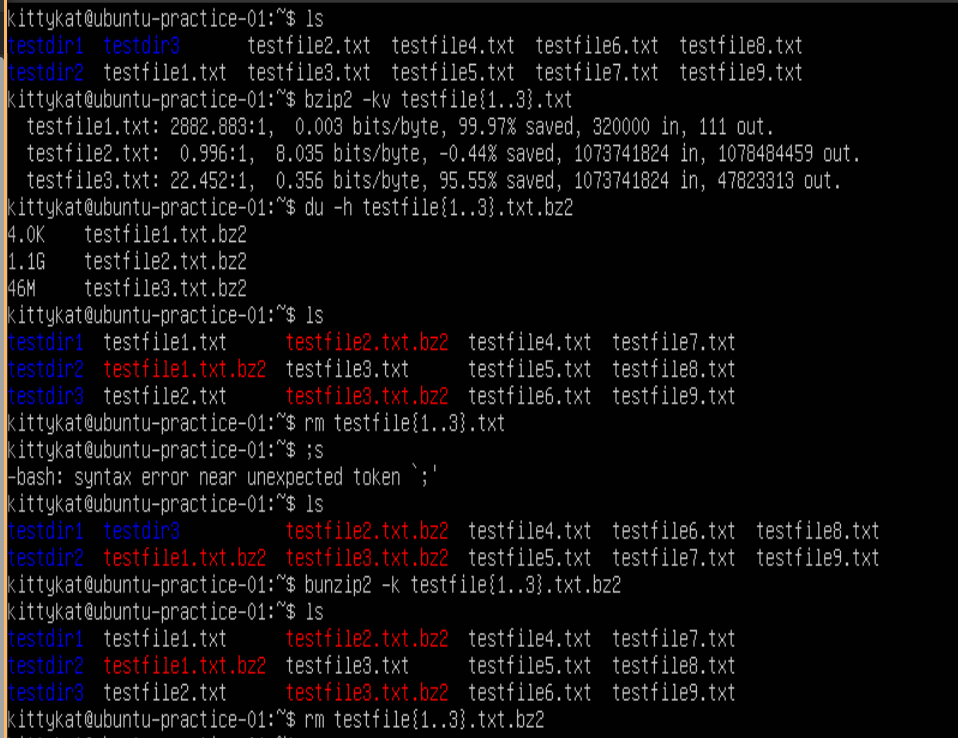 kittykat@ubuntu-practice-01:~$ ls
testdir1  testdir3       testfile2.txt  testfile4.txt  testfile6.txt  testfile8.txt
testdir2  testfile1.txt  testfile3.txt  testfile5.txt  testfile7.txt  testfile9.txt
kittykat@ubuntu-practice-01:~$ bzip2 -kv testfile{1..3}.txt
  testfile1.txt: 2882.883:1,  0.003 bits/byte, 99.97% saved, 320000 in, 111 out.
  testfile2.txt:  0.996:1,  8.035 bits/byte, -0.44% saved, 1073741824 in, 1078484459 out.
  testfile3.txt: 22.452:1,  0.356 bits/byte, 95.55% saved, 1073741824 in, 47823313 out.
kittykat@ubuntu-practice-01:~$ du -h testfile{1..3}.txt.bz2
4.0K    testfile1.txt.bz2
1.1G    testfile2.txt.bz2
46M     testfile3.txt.bz2
kittykat@ubuntu-practice-01:~$ ls
testdir1  testfile1.txt      testfile2.txt.bz2  testfile4.txt  testfile7.txt
testdir2  testfile1.txt.bz2  testfile3.txt      testfile5.txt  testfile8.txt
testdir3  testfile2.txt      testfile3.txt.bz2  testfile6.txt  testfile9.txt
kittykat@ubuntu-practice-01:~$ rm testfile{1..3}.txt
kittykat@ubuntu-practice-01:~$ ;s
-bash: syntax error near unexpected token `;'
kittykat@ubuntu-practice-01:~$ ls
testdir1  testdir3           testfile2.txt.bz2  testfile4.txt  testfile6.txt  testfile8.txt
testdir2  testfile1.txt.bz2  testfile3.txt.bz2  testfile5.txt  testfile7.txt  testfile9.txt
kittykat@ubuntu-practice-01:~$ bunzip2 -k testfile{1..3}.txt.bz2
kittykat@ubuntu-practice-01:~$ ls
testdir1  testfile1.txt      testfile2.txt.bz2  testfile4.txt  testfile7.txt
testdir2  testfile1.txt.bz2  testfile3.txt      testfile5.txt  testfile8.txt
testdir3  testfile2.txt      testfile3.txt.bz2  testfile6.txt  testfile9.txt
kittykat@ubuntu-practice-01:~$ rm testfile{1..3}.txt.bz2